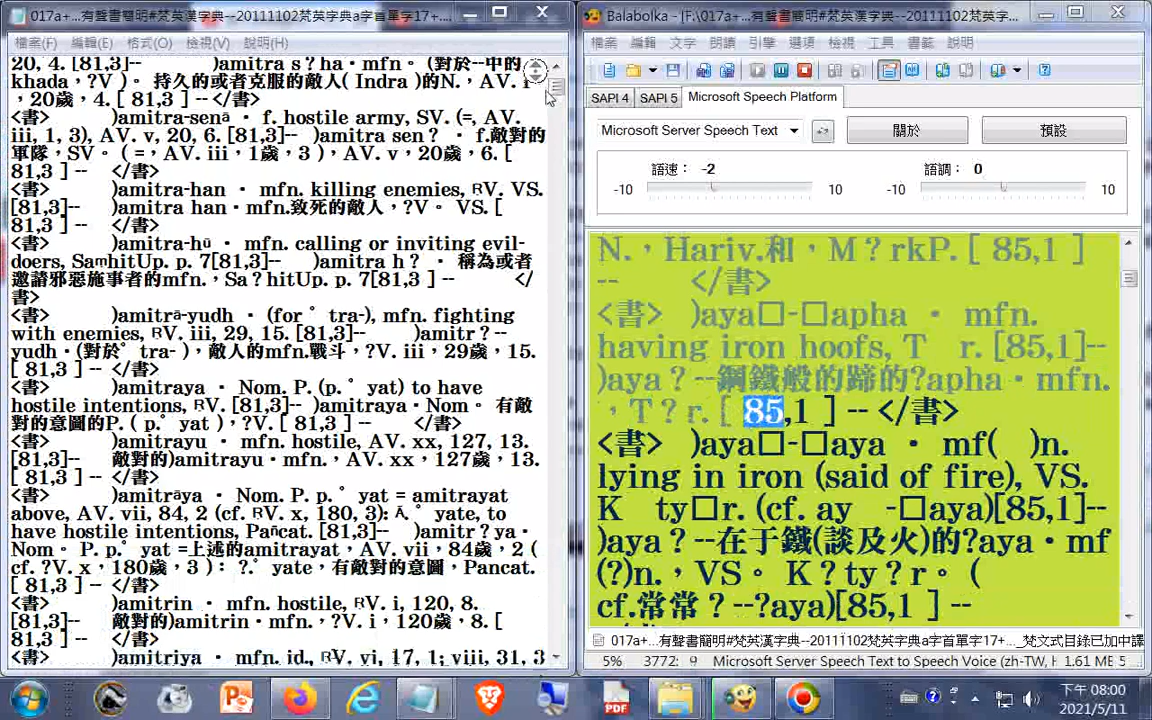 017a+...有聲書簡明#梵英漢字典--20111102梵英字典a字首單字17+...
檔案(F) 編輯(E) 格式(O) 檢視(V) 說明(H)
20, 4. [81,3]-- )amitra s?ha‧mfn。(對於--中的
khada，?V )。 持久的或者克服的敵人( Indra )的N.，AV. i
，20歲，4. [ 81,3 ] -- </書>
<書> )amitra-senā ‧ f. hostile army, SV. (=, AV.
iii, 1, 3), AV. v, 20, 6. [81,3]-- )amitra sen? ‧ f.敵對的
軍隊，SV。( =，AV. iii，1歲，3 )，AV. v，20歲，6. [
81,3 ] -- </書>
<書> )amitra-han ‧ mfn. killing enemies, RV. VS.
[81,3]-- )amitra han‧mfn.致死的敵人，?V。 VS. [
81,3 ] -- </書>
<書> )amitra-hū ‧ mfn. calling or inviting evil-
doers, SaṃhitUp. p. 7[81,3]-- )amitra h? ‧ 稱為或者
邀請邪惡施事者的mfn.，Sa?hitUp. p. 7[81,3 ] -- </
書>
<書> )amitrā-yudh ‧ (for ° tra-), mfn. fighting
with enemies, RV. iii, 29, 15. [81,3]-- )amitr?--
yudh‧(對於° tra- )，敵人的mfn.戰斗，?V. iii，29歲，15.
[ 81,3 ] -- </書>
<書> )amitraya ‧ Nom. P. (p. ° yat) to have
hostile intentions, RV. [81,3]-- )amitraya‧Nom。 有敵
對的意圖的P. ( p.° yat )，?V。 [ 81,3 ] -- </書>
<書> )amitrayu ‧ mfn. hostile, AV. xx, 127, 13.
[81,3]-- 敵對的)amitrayu‧mfn.，AV. xx，127歲，13.
[ 81,3 ] -- </書>
<書> )amitrāya ‧ Nom. P. p. ° yat = amitrayat
above, AV. vii, 84, 2 (cf. RV. x, 180, 3): Ā. ° yate, to
have hostile intentions, Pañcat. [81,3]-- )amitr?ya‧
Nom。 P. p.° yat =上述的amitrayat，AV. vii，84歲，2 (
cf. ?V. x，180歲，3 )： ?.° yate，有敵對的意圖，Pancat.
[ 81,3 ] -- </書>
<書> )amitrin ‧ mfn. hostile, RV. i, 120, 8.
[81,3]-- 敵對的)amitrin‧mfn.，?V. i，120歲，8. [
81,3 ] -- </書>
<書> )amitriya ‧ mfn. id., RV. vi, 17, 1; viii, 31, 3
Balabolka - [F:\017a+...有聲書簡明#梵英漢字典--20111102梵英字...
檔案 編輯 文字 朗讀 引擎 選項 檢視 工具 書籤 說明
SAPI 4 SAPI 5 Microsoft Speech Platform
Microsoft Server Speech Text 關於 預設
語速： -2 語調： 0
-10 10 -10 10
N.，Hariv.和，M？rkP. [ 85,1 ]
-- </書>
<書> )aya□-□apha ‧ mfn.
having iron hoofs, T r. [85,1]--
)aya？--鋼鐵般的蹄的?apha‧mfn.
，T？r. [ 85,1 ] -- </書>
<書> )aya□-□aya ‧ mf( )n.
lying in iron (said of fire), VS.
K ty□r. (cf. ay -□aya)[85,1]--
)aya？--在于鐵(談及火)的?aya‧mf
(?)n.，VS。 K？ty？r。 (
cf.常常？--?aya)[85,1 ] --
017a+...有聲書簡明#梵英漢字典--20111102梵英字典a字首單字17+..._梵文式目錄已加中譯
5% 3772: 9 Microsoft Server Speech Text to Speech Voice (zh-TW, H 1.61 MB 5
下午 08:00
2021/5/11